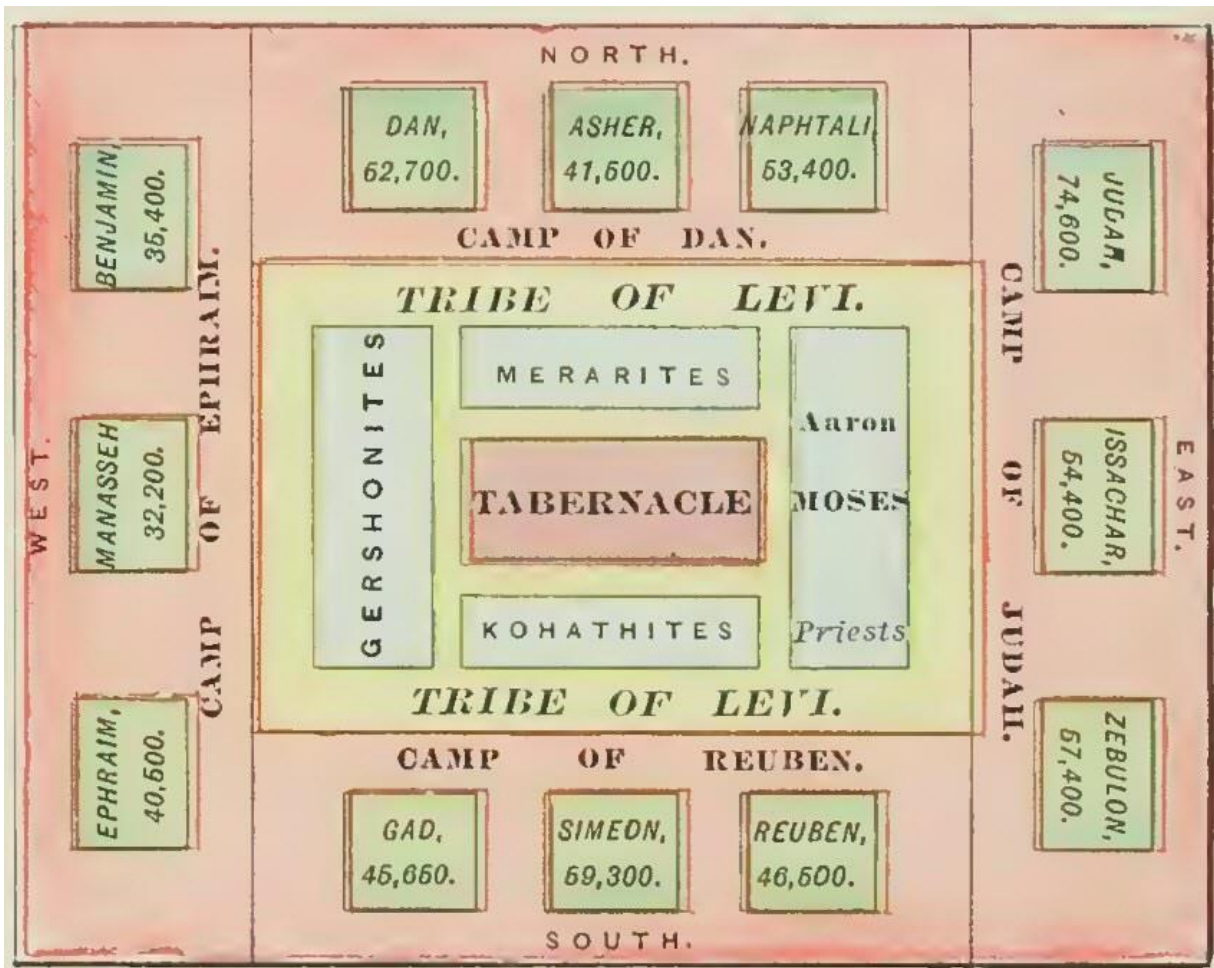 NORTH.
DAN,
62,700.
ASHER,
41,500.
NAPHTALI,
53,400.
CAMP OF DAN.
WEST.
BENJAMIN,
35,400.
MANASSEH
32,200.
EPHRAIM,
40,500.
CAMP OF EPHRAIM.
TRIBE OF LEVI.
GERSHONITES
MERARITES
TABERNACLE
KOHATHITES
Aaron
MOSES
Priests
TRIBE OF LEVI.
CAMP OF JUDAH.
JUDAH,
74,600.
ISSACHAR,
54,400.
ZEBULON,
57,400.
EAST.
CAMP OF REUBEN.
GAD,
45,650.
SIMEON,
59,300.
REUBEN,
46,500.
SOUTH.